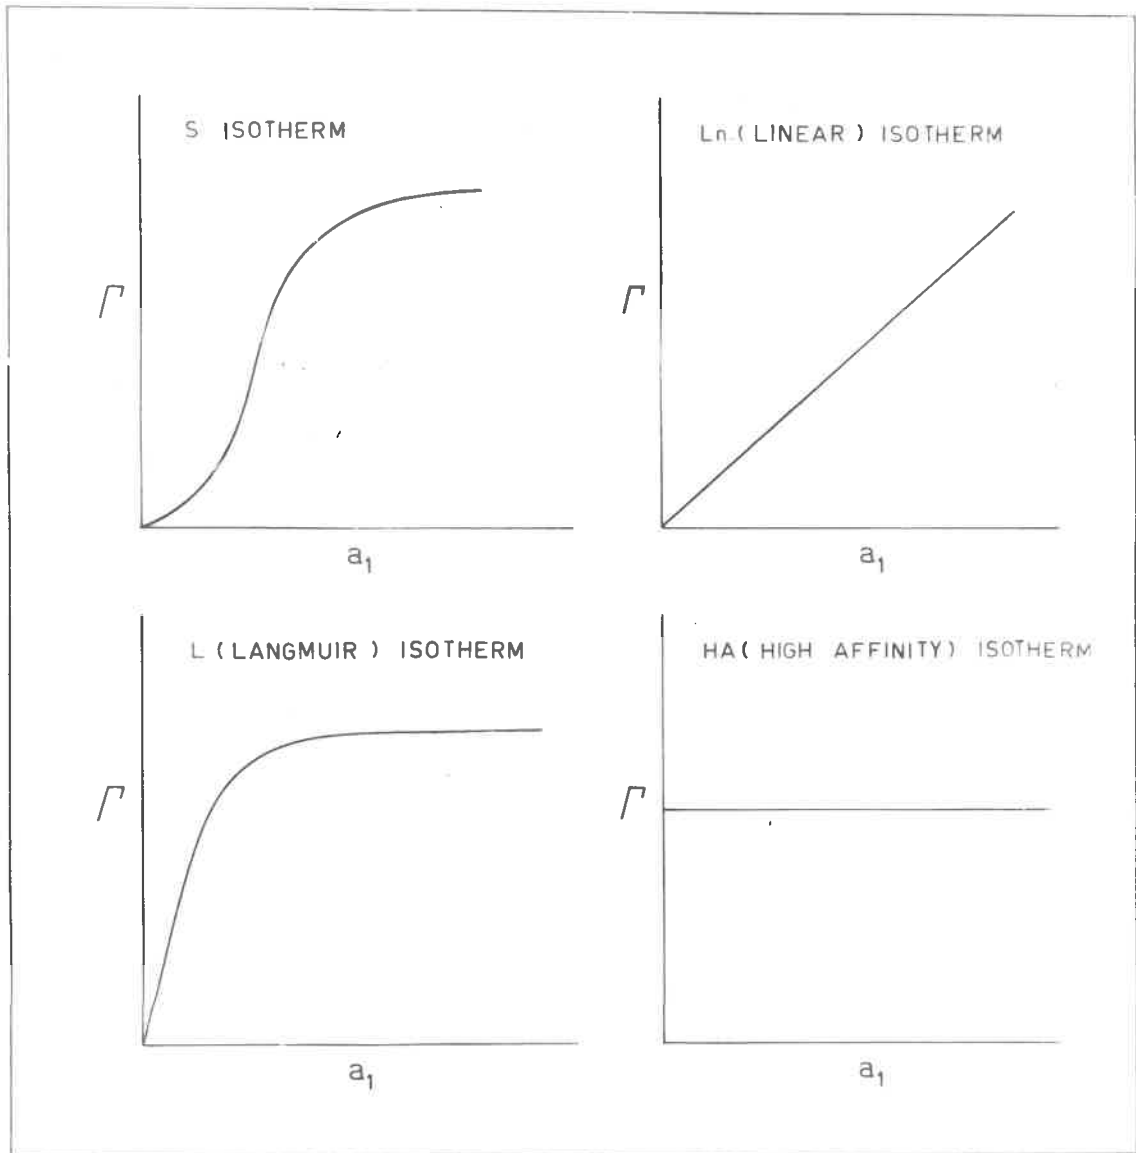 S ISOTHERM
Γ
a₁
Ln.(LINEAR) ISOTHERM
Γ
a₁
L (LANGMUIR) ISOTHERM
Γ
a₁
HA (HIGH AFFINITY) ISOTHERM
Γ
a₁